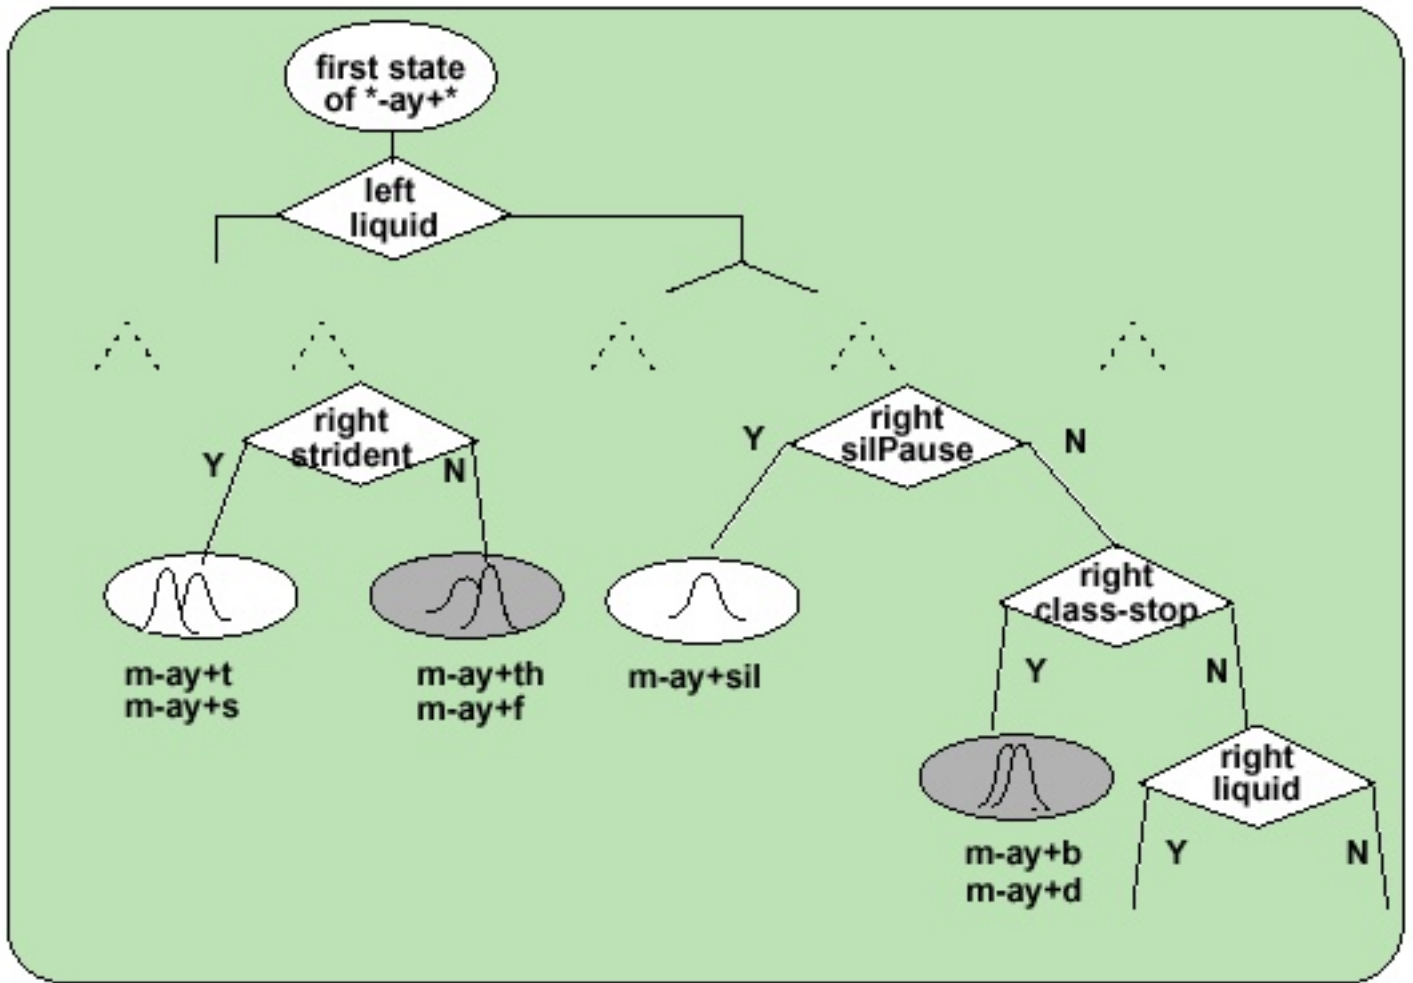 first state
of *-ay+*
left
liquid
right
strident
Y
N
right
silPause
Y
N
right
class-stop
Y
N
m-ay+t
m-ay+s
m-ay+th
m-ay+f
m-ay+sil
right
liquid
Y
N
m-ay+b
m-ay+d